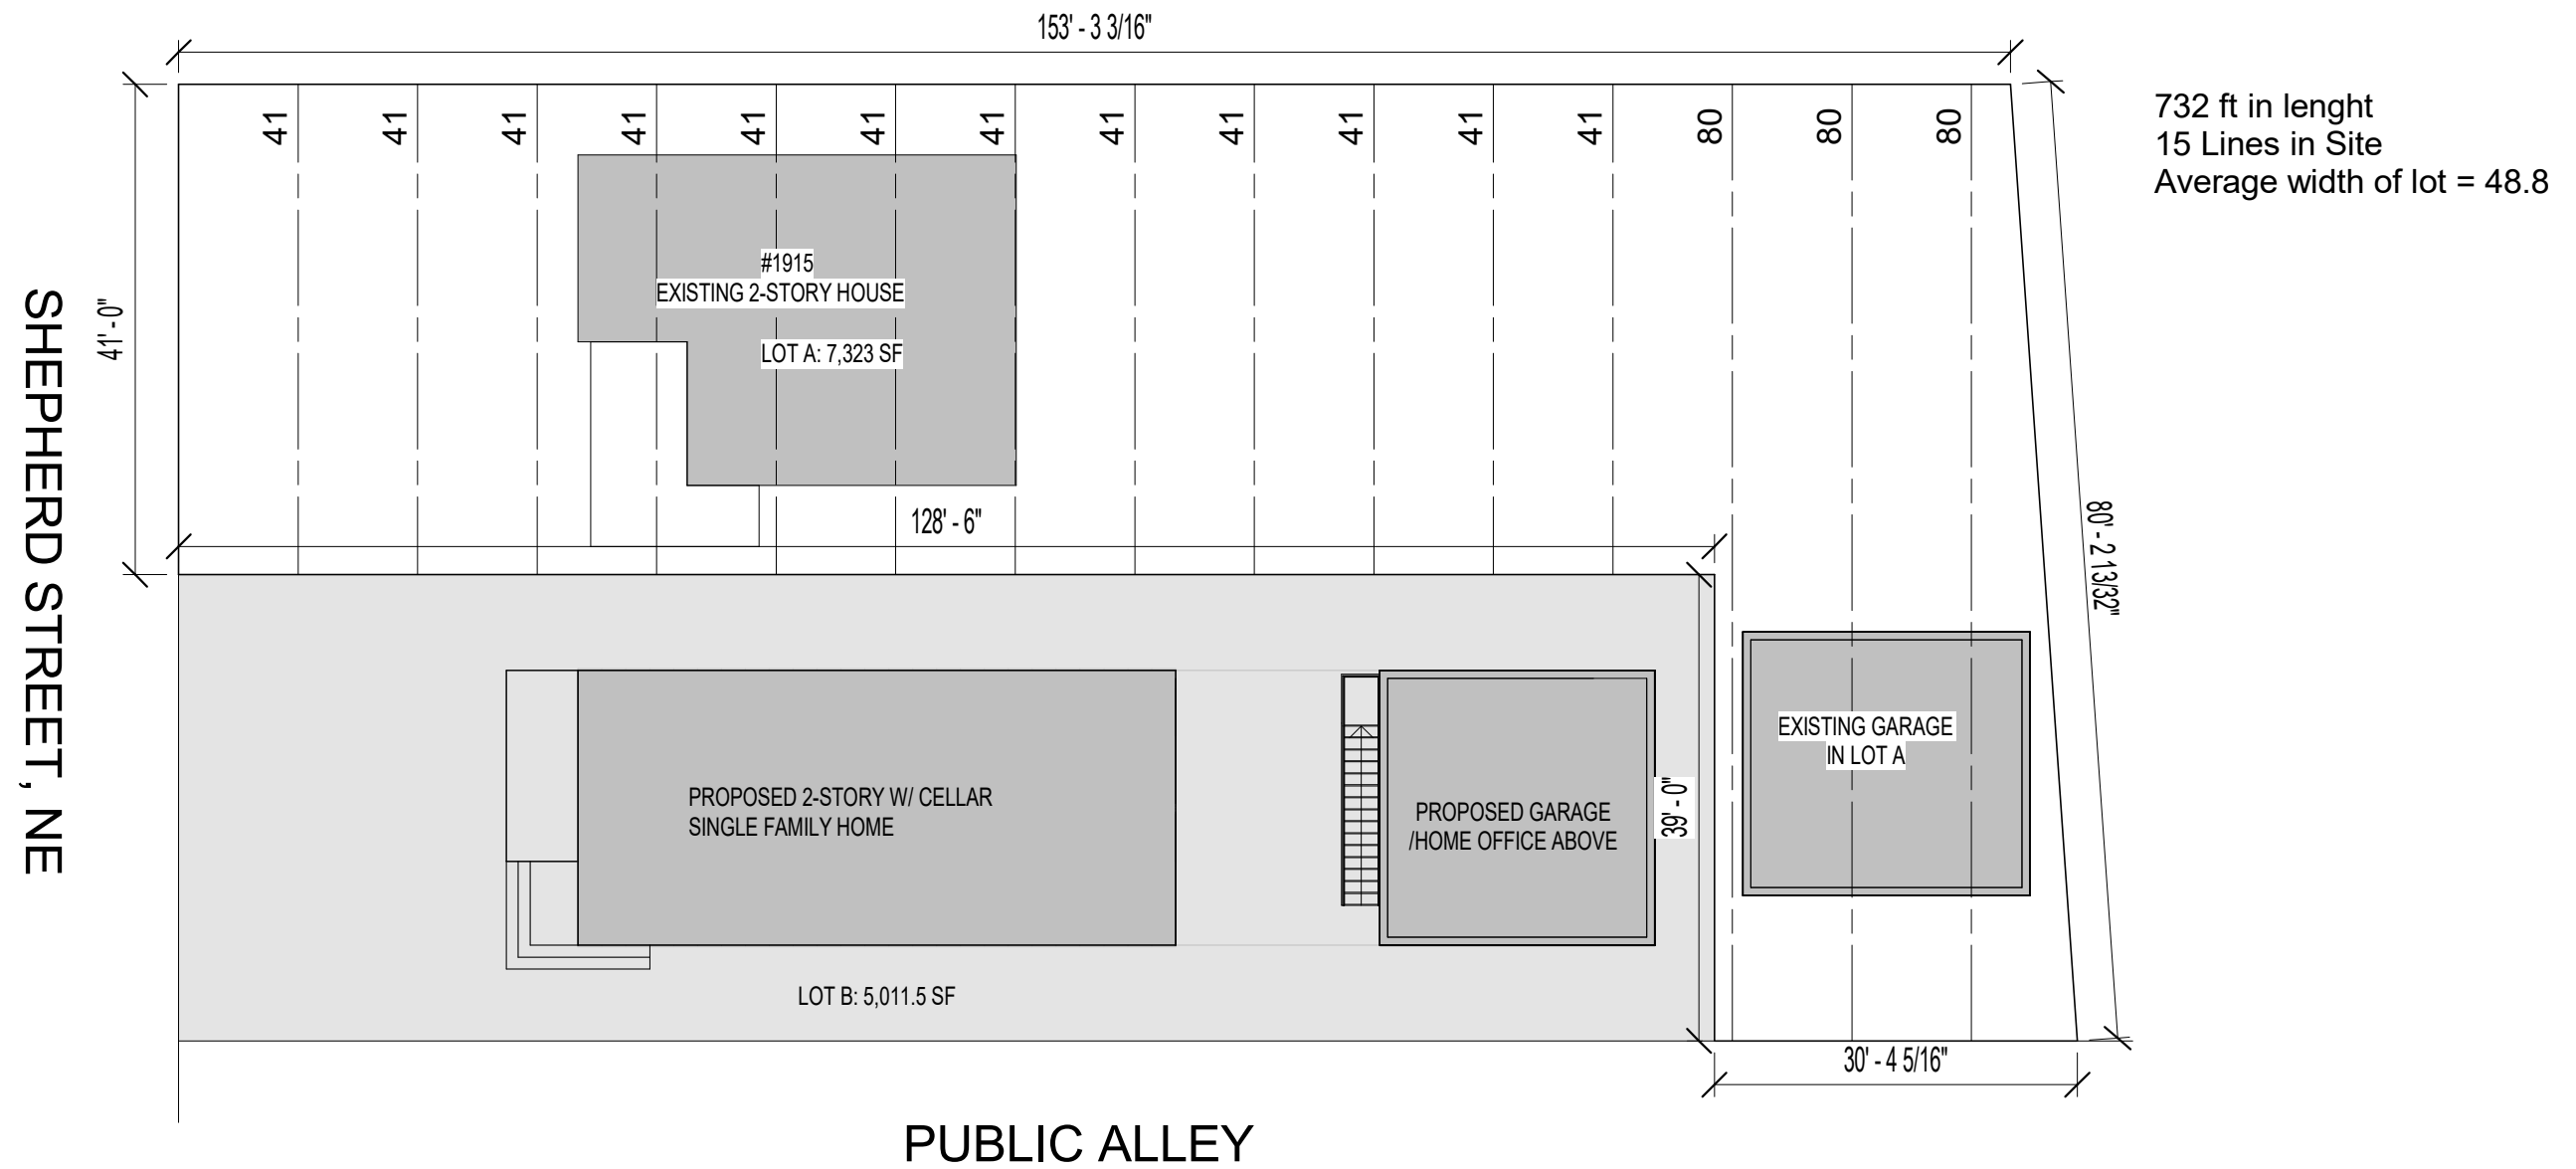 153' - 3 3/16"
732 ft in lenght
15 Lines in Site
Average width of lot = 48.8
41
41
41
41
41
41
41
41
41
41
41
41
80
80
80
#1915
EXISTING 2-STORY HOUSE
LOT A: 7,323 SF
41' - 0"
SHEPHERD STREET, NE
128' - 6"
80' - 2 13/32"
PROPOSED 2-STORY W/ CELLAR
SINGLE FAMILY HOME
PROPOSED GARAGE
/HOME OFFICE ABOVE
39' - 0"
EXISTING GARAGE
IN LOT A
LOT B: 5,011.5 SF
30' - 4 5/16"
PUBLIC ALLEY